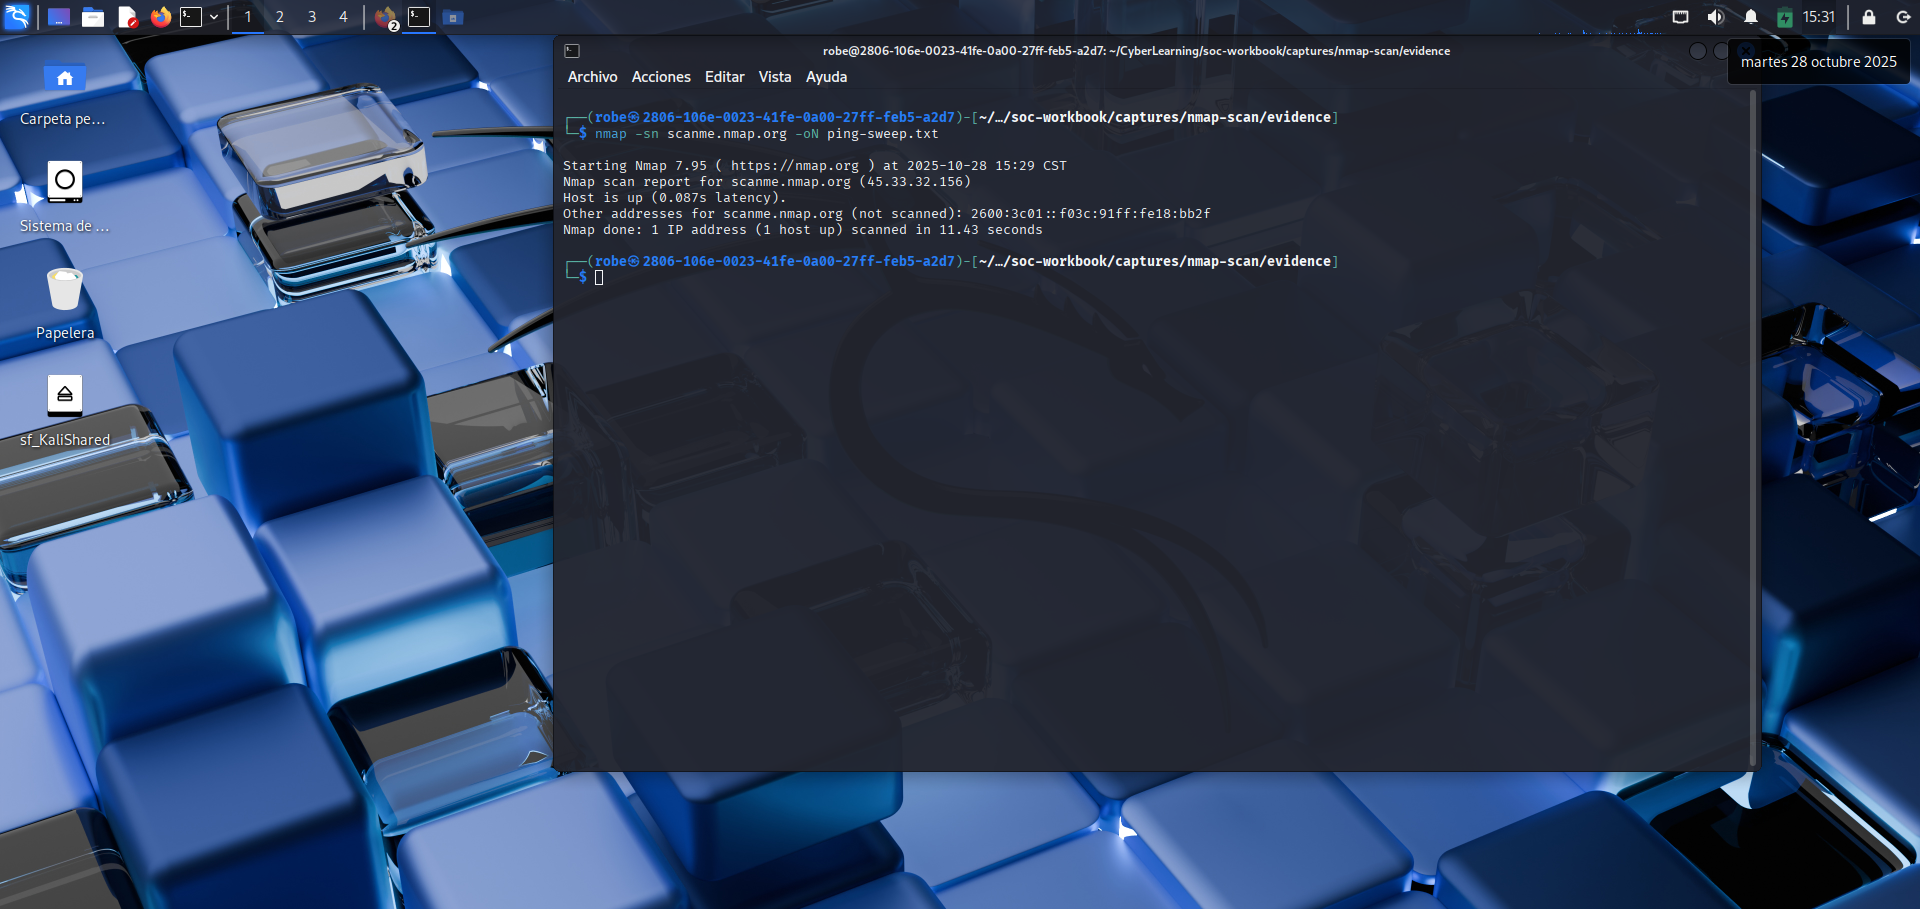 1 2 3 4 2 15:31
martes 28 octubre 2025
Carpeta pe...
Sistema de ...
Papelera
sf_KaliShared
robe@2806-106e-0023-41fe-0a00-27ff-feb5-a2d7: ~/CyberLearning/soc-workbook/captures/nmap-scan/evidence
Archivo Acciones Editar Vista Ayuda
┌──(robe㉿2806-106e-0023-41fe-0a00-27ff-feb5-a2d7)-[~/…/soc-workbook/captures/nmap-scan/evidence]
└─$ nmap -sn scanme.nmap.org -oN ping-sweep.txt
Starting Nmap 7.95 ( https://nmap.org ) at 2025-10-28 15:29 CST
Nmap scan report for scanme.nmap.org (45.33.32.156)
Host is up (0.087s latency).
Other addresses for scanme.nmap.org (not scanned): 2600:3c01::f03c:91ff:fe18:bb2f
Nmap done: 1 IP address (1 host up) scanned in 11.43 seconds
┌──(robe㉿2806-106e-0023-41fe-0a00-27ff-feb5-a2d7)-[~/…/soc-workbook/captures/nmap-scan/evidence]
└─$